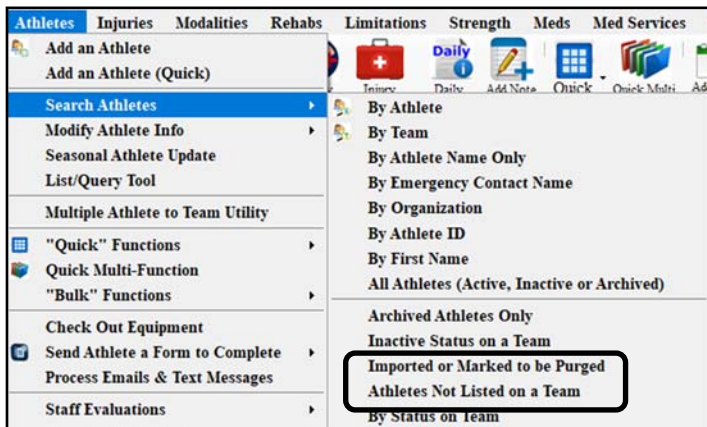 Athletes Injuries Modalities Rehabs Limitations Strength Meds Med Services
Add an Athlete
Add an Athlete (Quick)
Search Athletes
Modify Athlete Info
Seasonal Athlete Update
List/Query Tool
Multiple Athlete to Team Utility
"Quick" Functions
Quick Multi-Function
"Bulk" Functions
Check Out Equipment
Send Athlete a Form to Complete
Process Emails & Text Messages
Staff Evaluations
Daily
Injury Daily Add Note Quick Quick Multi
By Athlete
By Team
By Athlete Name Only
By Emergency Contact Name
By Organization
By Athlete ID
By First Name
All Athletes (Active, Inactive or Archived)
Archived Athletes Only
Inactive Status on a Team
Imported or Marked to be Purged
Athletes Not Listed on a Team
By Status on Team